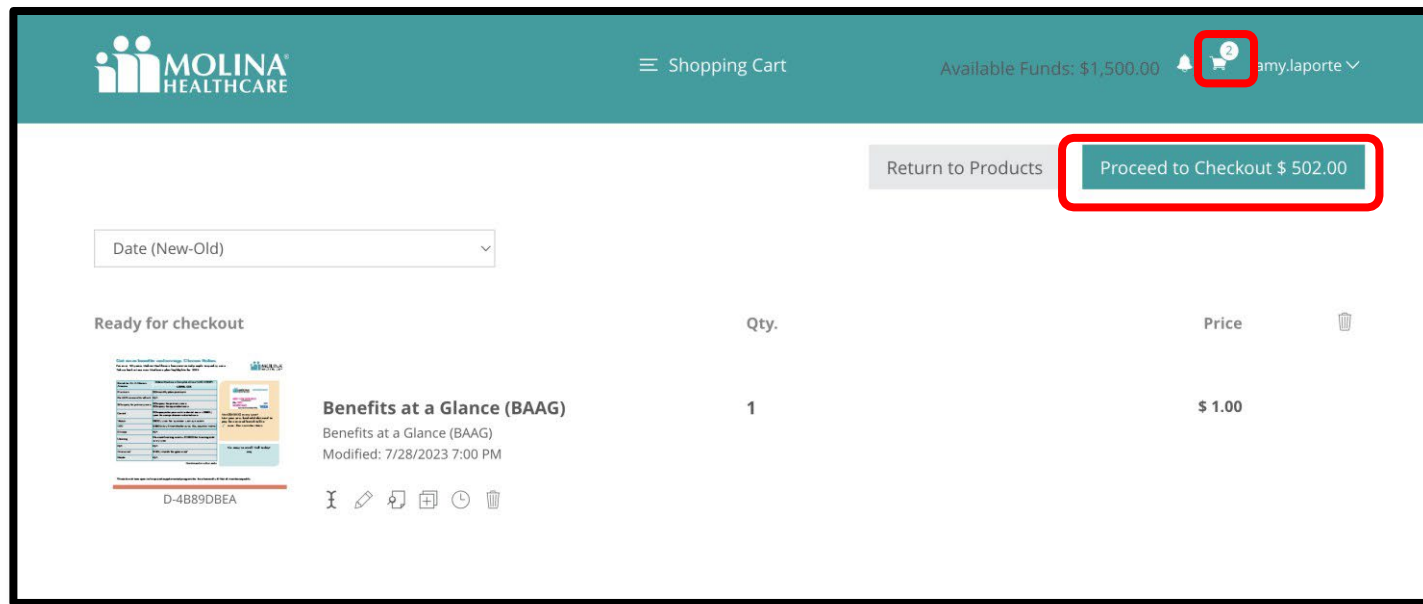 MOLINA
HEALTHCARE
Shopping Cart
Available Funds: $1,500.00
2
amy.laporte
Return to Products
Proceed to Checkout $ 502.00
Date (New-Old)
Ready for checkout
Qty.
Price
MOLINA
Benefits at a Glance (BAAG)
1
$ 1.00
Benefits at a Glance (BAAG)
Modified: 7/28/2023 7:00 PM
D-4B89DBEA